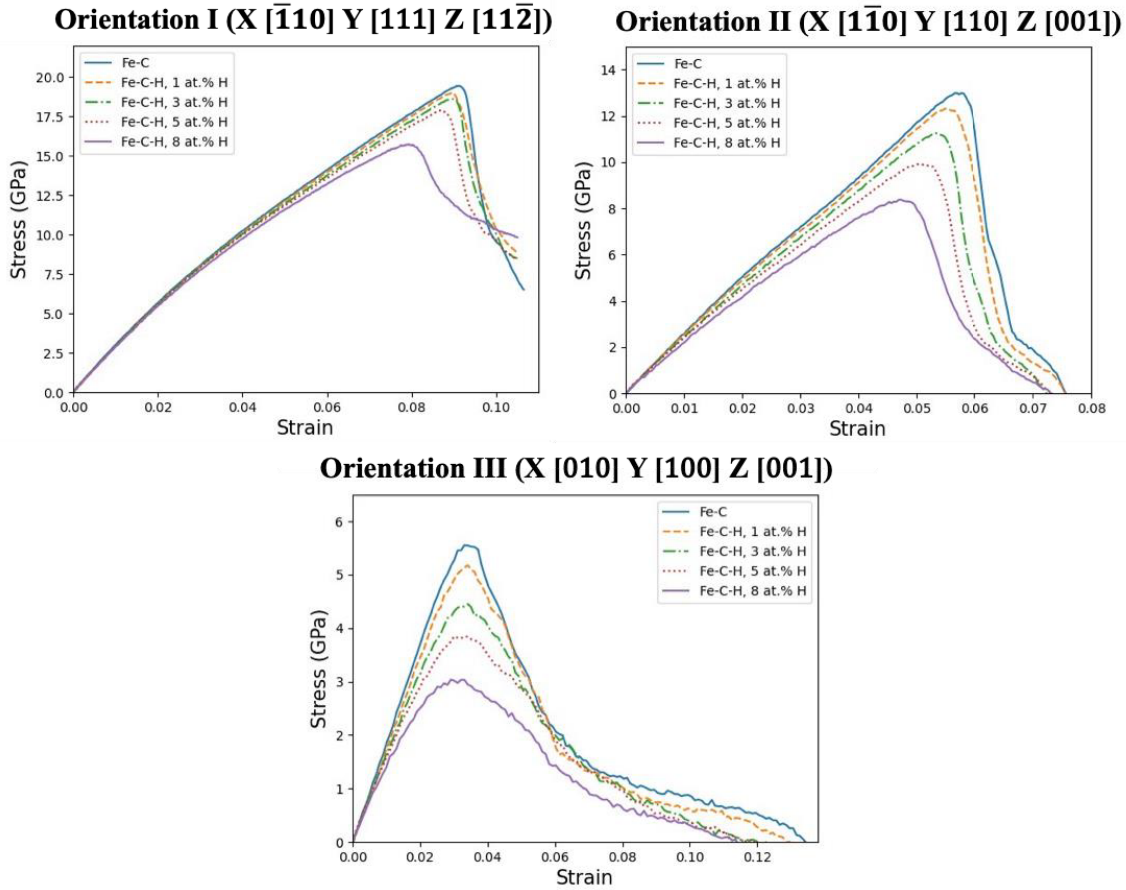 Orientation I (X [1̅10] Y [111] Z [112̅])
20.0
17.5
15.0
12.5
10.0
7.5
5.0
2.5
0.0
Stress (GPa)
Fe-C
Fe-C-H, 1 at.% H
Fe-C-H, 3 at.% H
Fe-C-H, 5 at.% H
Fe-C-H, 8 at.% H
0.00 0.02 0.04 0.06 0.08 0.10
Strain
Orientation II (X [11̅0] Y [110] Z [001])
14
12
10
8
6
4
2
0
Stress (GPa)
Fe-C
Fe-C-H, 1 at.% H
Fe-C-H, 3 at.% H
Fe-C-H, 5 at.% H
Fe-C-H, 8 at.% H
0.00 0.01 0.02 0.03 0.04 0.05 0.06 0.07 0.08
Strain
Orientation III (X [010] Y [100] Z [001])
6
5
4
3
2
1
0
Stress (GPa)
Fe-C
Fe-C-H, 1 at.% H
Fe-C-H, 3 at.% H
Fe-C-H, 5 at.% H
Fe-C-H, 8 at.% H
0.00 0.02 0.04 0.06 0.08 0.10 0.12
Strain